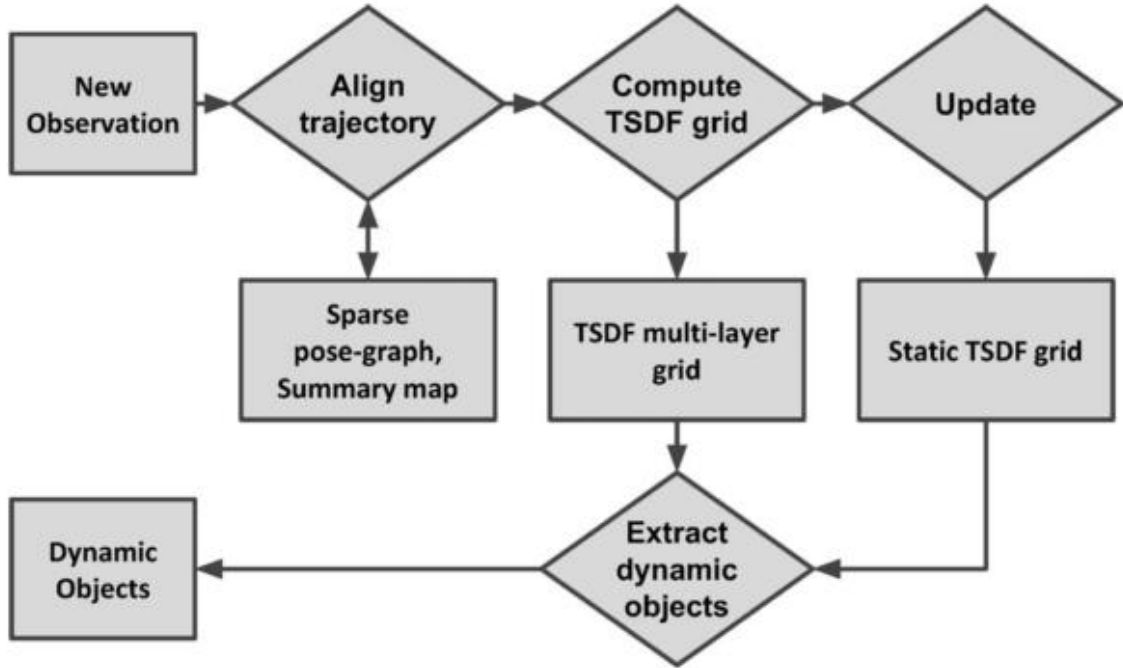 New
Observation
Align
trajectory
Compute
TSDF grid
Update
Sparse
pose-graph,
Summary map
TSDF multi-layer
grid
Static TSDF grid
Dynamic
Objects
Extract
dynamic
objects